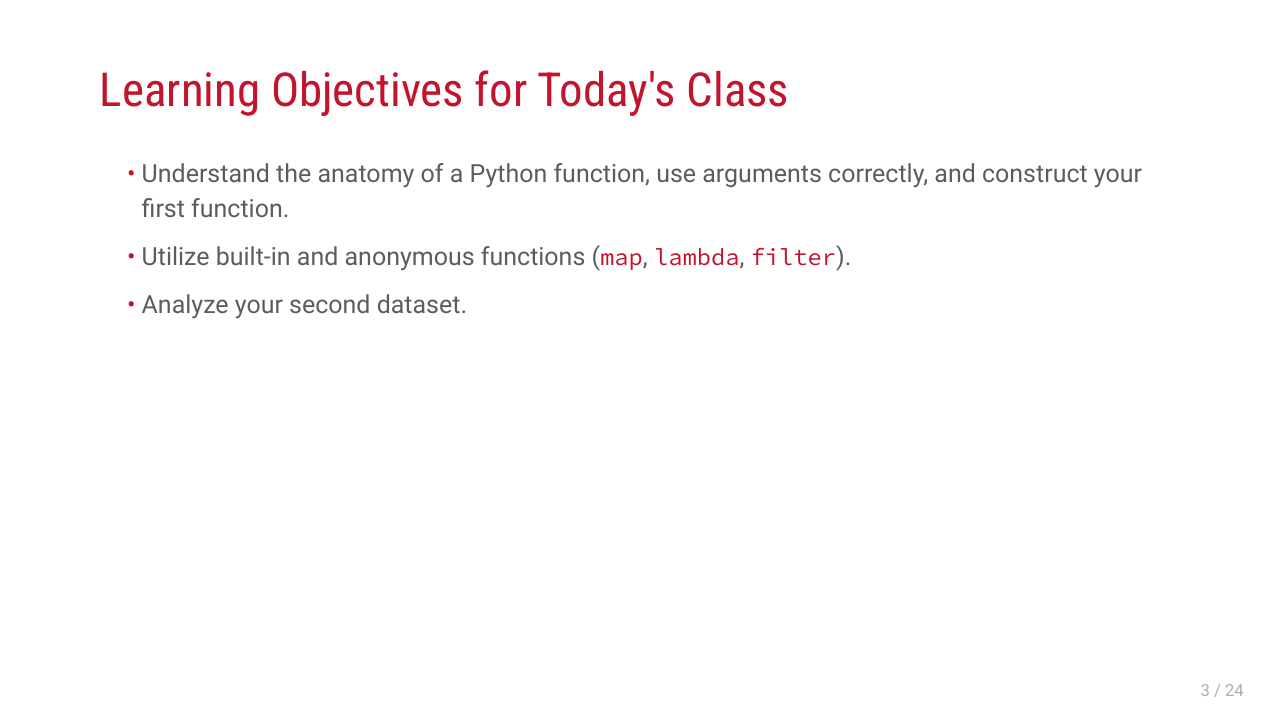 Learning Objectives for Today's Class
• Understand the anatomy of a Python function, use arguments correctly, and construct your
first function.
• Utilize built-in and anonymous functions (map, lambda, filter).
• Analyze your second dataset.
3 / 24